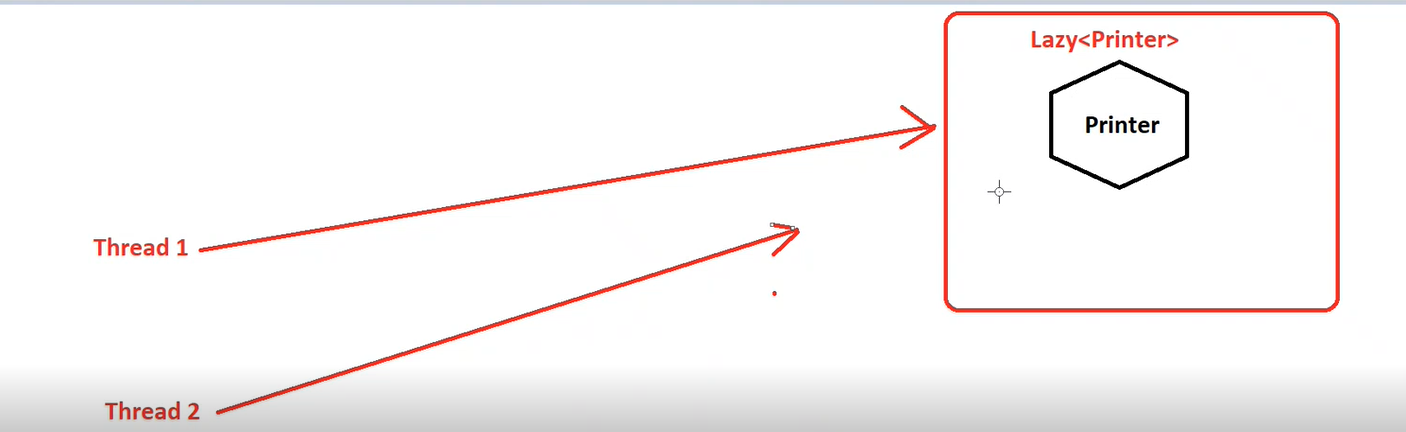 Lazy<Printer>
Printer
Thread 1
Thread 2